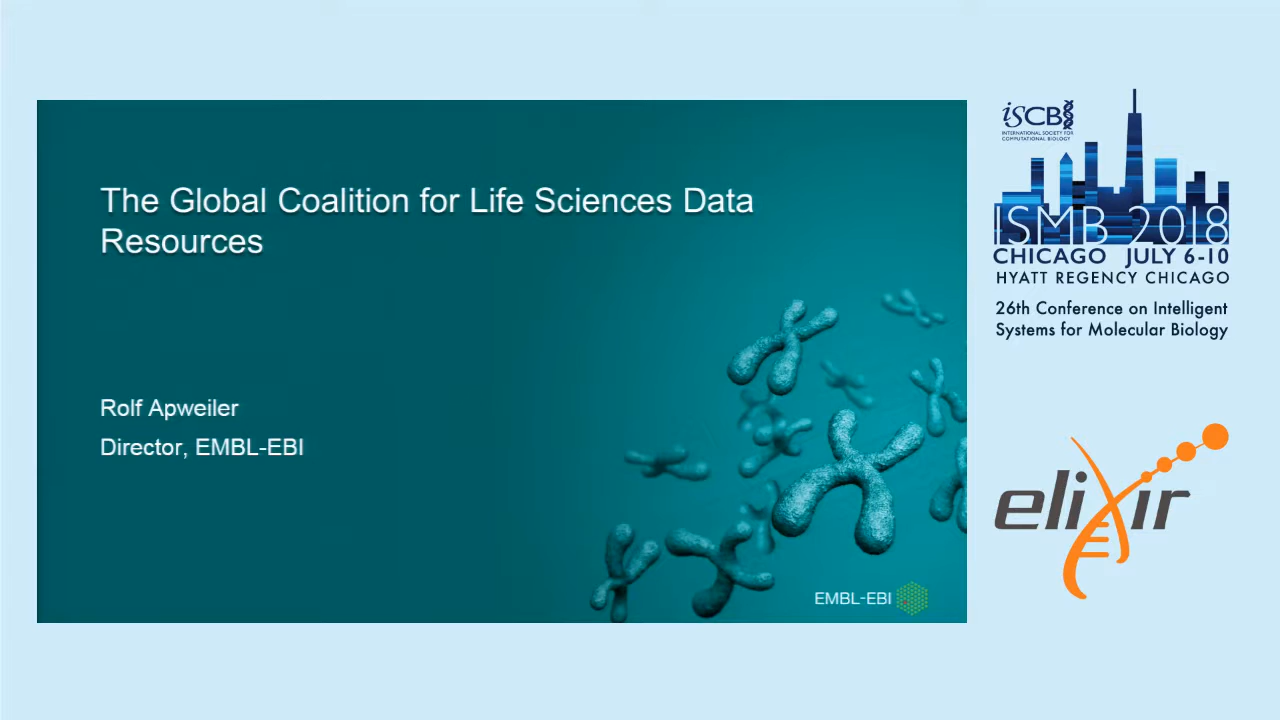 The Global Coalition for Life Sciences Data
Resources
Rolf Apweiler
Director, EMBL-EBI
EMBL-EBI
iSCB
INTERNATIONAL SOCIETY FOR
COMPUTATIONAL BIOLOGY
ISMB 2018
CHICAGO JULY 6-10
HYATT REGENCY CHICAGO
26th Conference on Intelligent
Systems for Molecular Biology
elixir